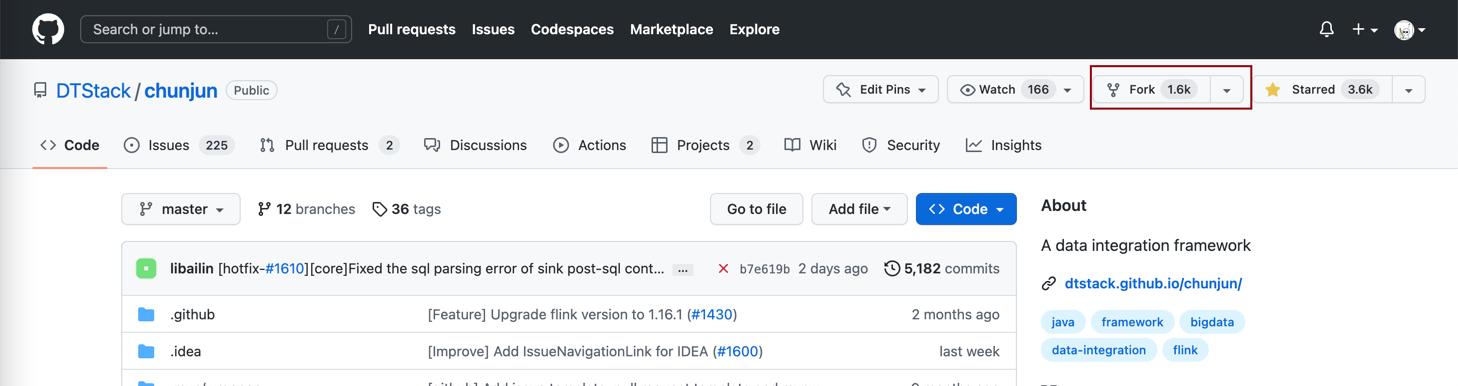 Search or jump to... / Pull requests Issues Codespaces Marketplace Explore
DTStack / chunjun Public Edit Pins Watch 166 Fork 1.6k Starred 3.6k
Code Issues 225 Pull requests 2 Discussions Actions Projects 2 Wiki Security Insights
master 12 branches 36 tags Go to file Add file Code
About
A data integration framework
libailin [hotfix-#1610][core]Fixed the sql parsing error of sink post-sql cont... ... b7e619b 2 days ago 5,182 commits
dtstack.github.io/chunjun/
.github [Feature] Upgrade flink version to 1.16.1 (#1430) 2 months ago
java framework bigdata
.idea [Improve] Add IssueNavigationLink for IDEA (#1600) last week
data-integration flink